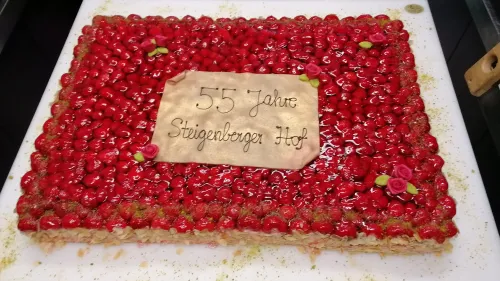 55 Jahre
Steigenberger Hof